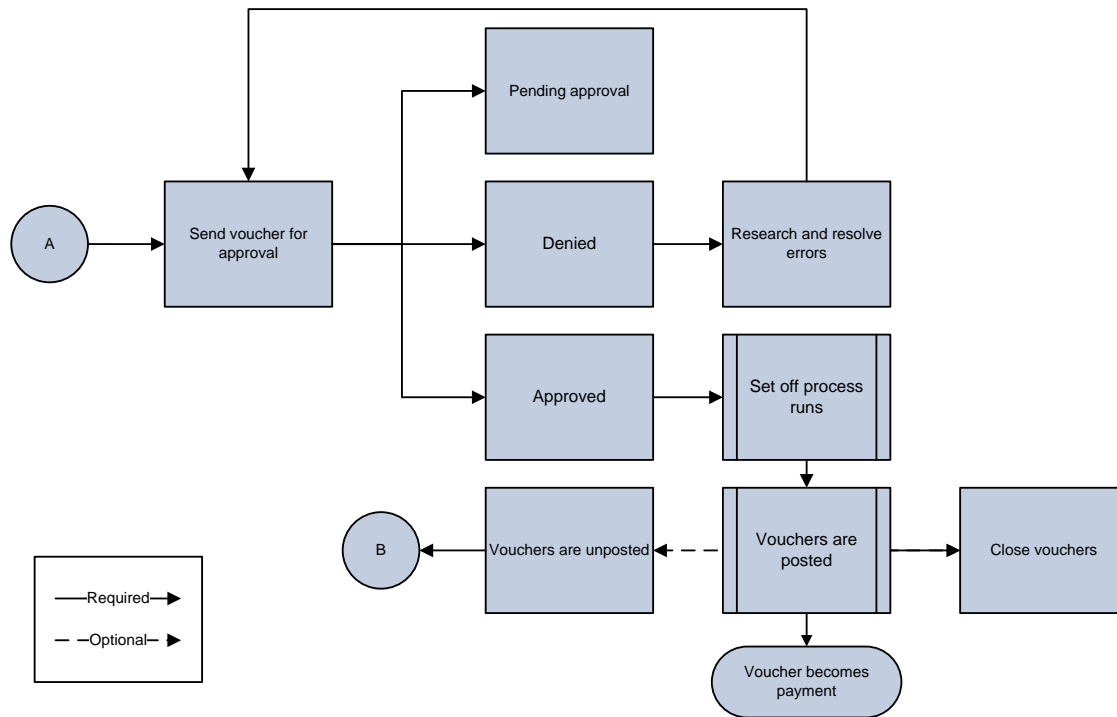 Pending approval
A
Send voucher for
approval
Denied
Research and resolve
errors
Approved
Set off process
runs
B
Vouchers are unposted
Vouchers are
posted
Close vouchers
Required
Optional
Voucher becomes
payment